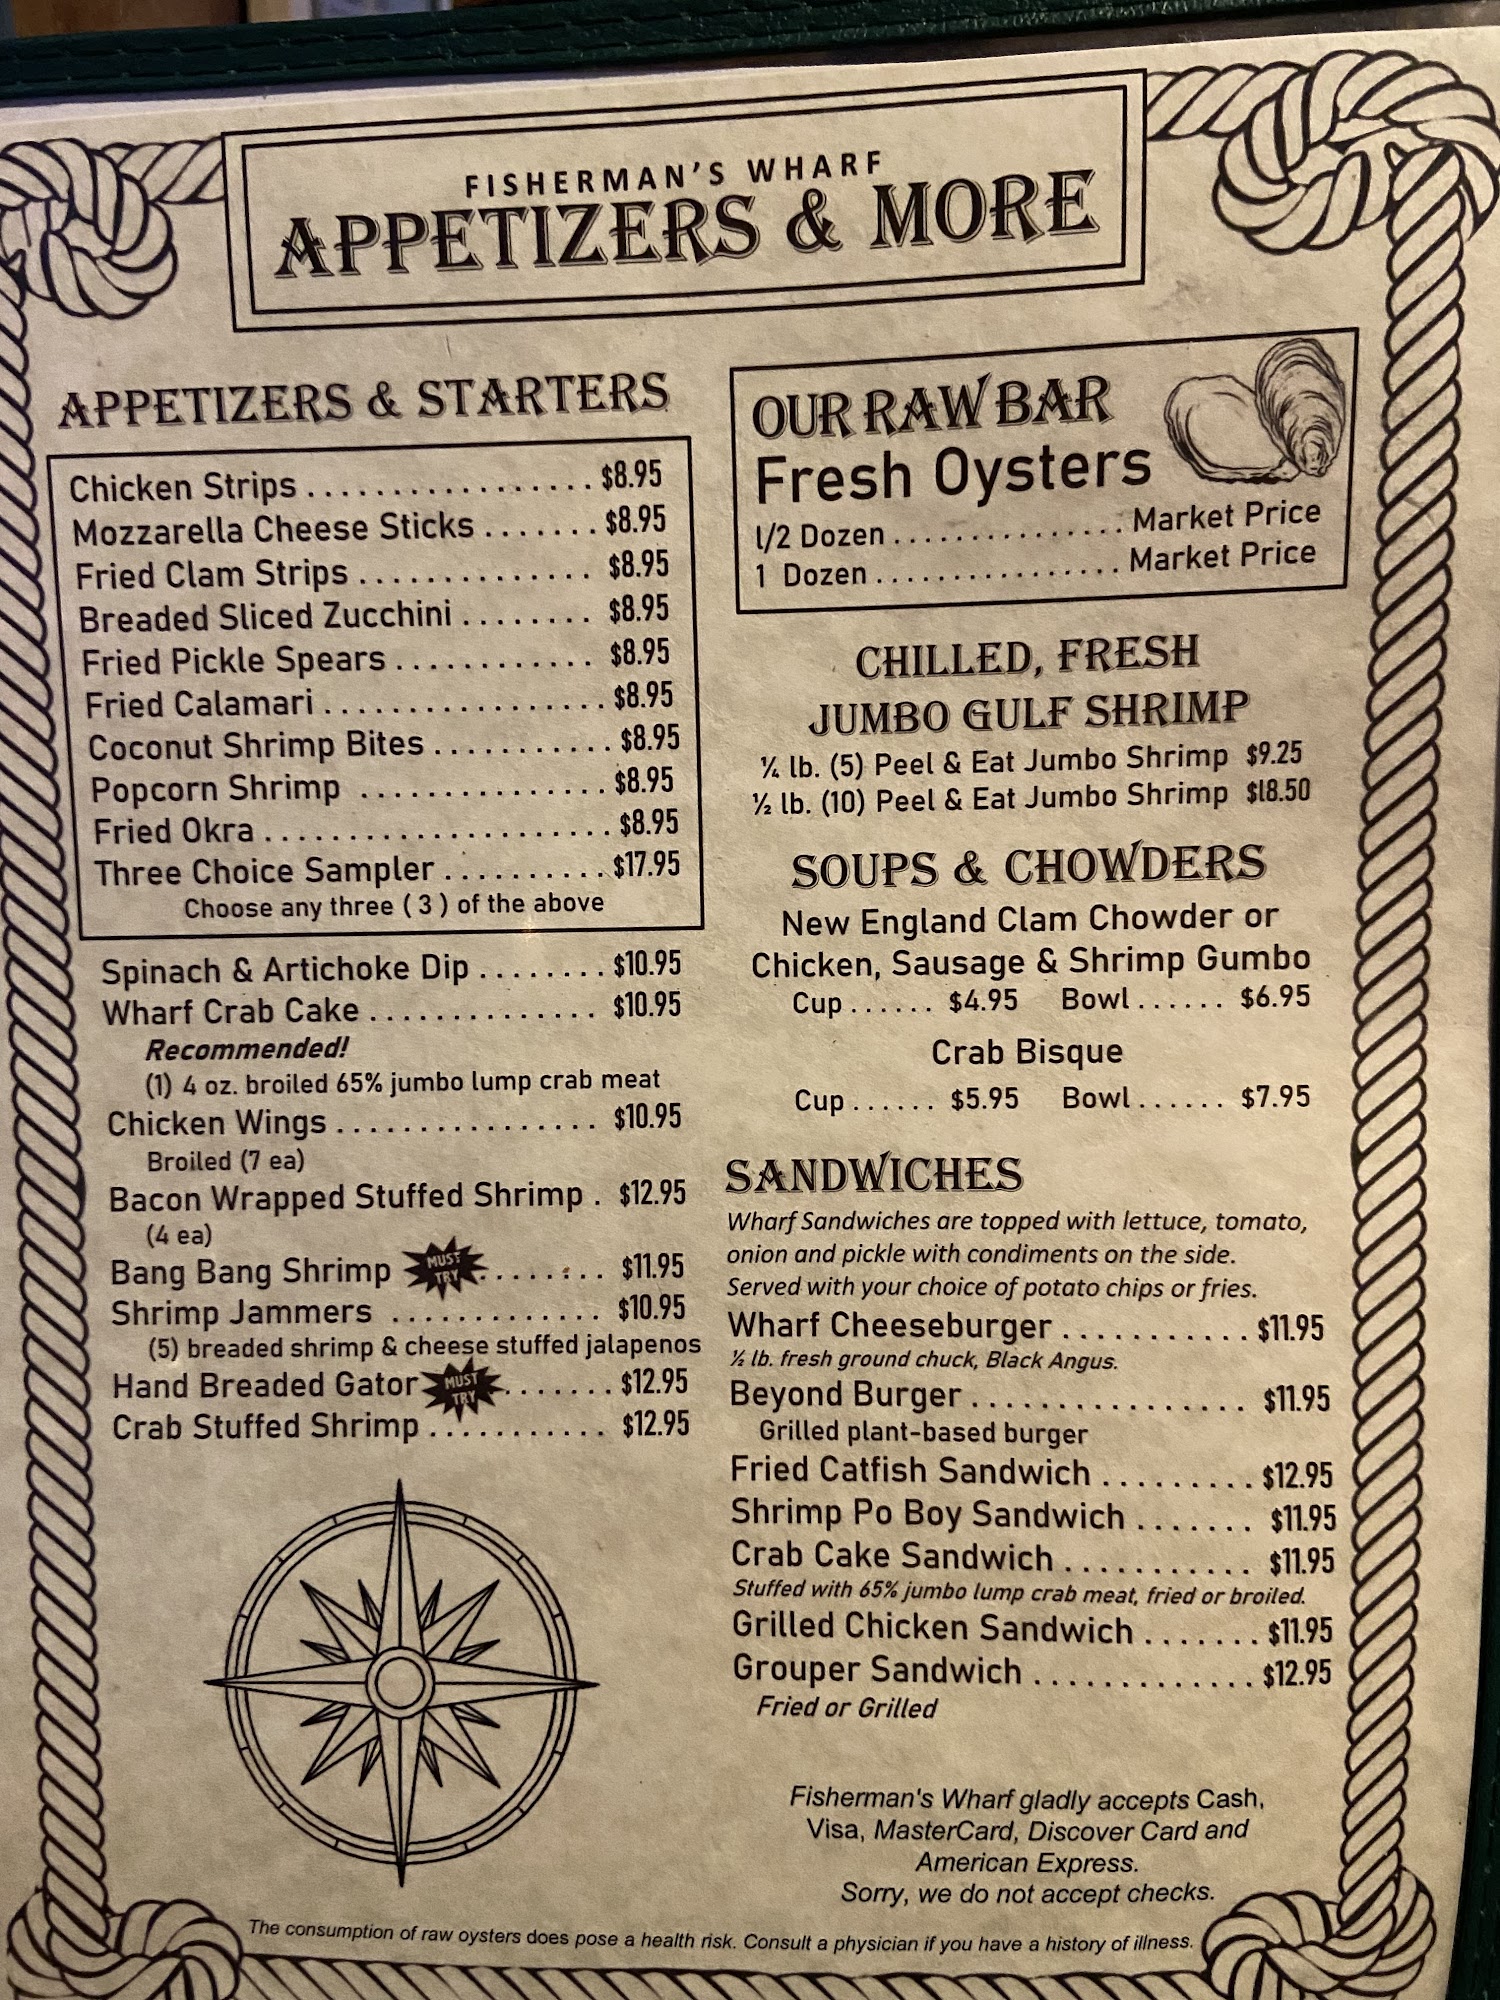 FISHERMAN'S WHARF
APPETIZERS & MORE
APPETIZERS & STARTERS
Chicken Strips . . . . . . . . . . . . . . . . . $8.95
Mozzarella Cheese Sticks . . . . . . . $8.95
Fried Clam Strips . . . . . . . . . . . . . . $8.95
Breaded Sliced Zucchini . . . . . . . . $8.95
Fried Pickle Spears . . . . . . . . . . . . $8.95
Fried Calamari . . . . . . . . . . . . . . . . . $8.95
Coconut Shrimp Bites . . . . . . . . . . . $8.95
Popcorn Shrimp . . . . . . . . . . . . . . . $8.95
Fried Okra . . . . . . . . . . . . . . . . . . . . . $8.95
Three Choice Sampler . . . . . . . . . . $17.95
Choose any three ( 3 ) of the above
Spinach & Artichoke Dip . . . . . . . . $10.95
Wharf Crab Cake . . . . . . . . . . . . . . $10.95
Recommended!
(1) 4 oz. broiled 65% jumbo lump crab meat
Chicken Wings . . . . . . . . . . . . . . . . $10.95
Broiled (7 ea)
Bacon Wrapped Stuffed Shrimp . $12.95
(4 ea)
Bang Bang Shrimp MUST TRY . . . . . . . . $11.95
Shrimp Jammers . . . . . . . . . . . . . $10.95
(5) breaded shrimp & cheese stuffed jalapenos
Hand Breaded Gator MUST TRY . . . . . . . $12.95
Crab Stuffed Shrimp . . . . . . . . . . . $12.95
OUR RAW BAR
Fresh Oysters
1/2 Dozen . . . . . . . . . . . . . . . Market Price
1 Dozen . . . . . . . . . . . . . . . . Market Price
CHILLED, FRESH
JUMBO GULF SHRIMP
¼ lb. (5) Peel & Eat Jumbo Shrimp $9.25
½ lb. (10) Peel & Eat Jumbo Shrimp $18.50
SOUPS & CHOWDERS
New England Clam Chowder or
Chicken, Sausage & Shrimp Gumbo
Cup . . . . . . $4.95 Bowl . . . . . . $6.95
Crab Bisque
Cup . . . . . . $5.95 Bowl . . . . . . $7.95
SANDWICHES
Wharf Sandwiches are topped with lettuce, tomato,
onion and pickle with condiments on the side.
Served with your choice of potato chips or fries.
Wharf Cheeseburger . . . . . . . . . . . $11.95
½ lb. fresh ground chuck, Black Angus.
Beyond Burger . . . . . . . . . . . . . . . . $11.95
Grilled plant-based burger
Fried Catfish Sandwich . . . . . . . . . $12.95
Shrimp Po Boy Sandwich . . . . . . . $11.95
Crab Cake Sandwich . . . . . . . . . . . $11.95
Stuffed with 65% jumbo lump crab meat, fried or broiled.
Grilled Chicken Sandwich . . . . . . . $11.95
Grouper Sandwich . . . . . . . . . . . . . $12.95
Fried or Grilled
Fisherman's Wharf gladly accepts Cash,
Visa, MasterCard, Discover Card and
American Express.
Sorry, we do not accept checks.
The consumption of raw oysters does pose a health risk. Consult a physician if you have a history of illness.